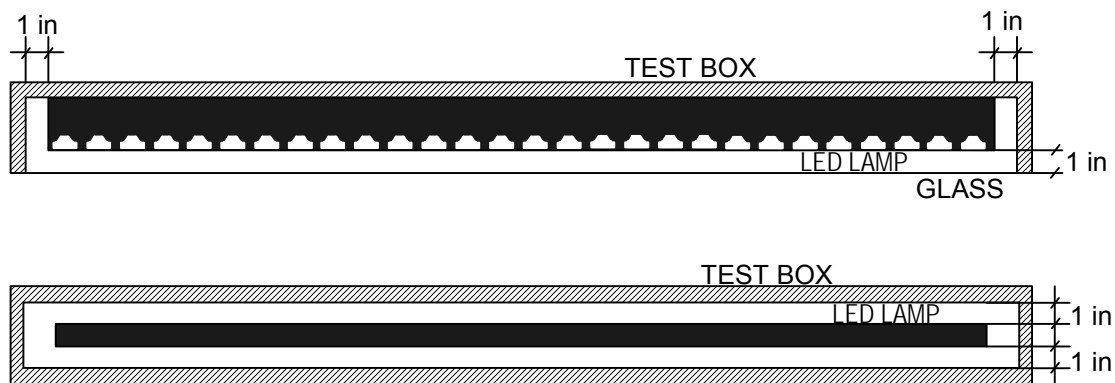 1 in
1 in
TEST BOX
LED LAMP
1 in
GLASS
TEST BOX
LED LAMP
1 in
1 in